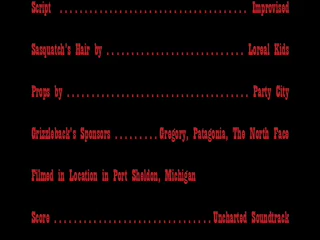 Script ...................................... Improvised
Sasquatch's Hair by ............................ Loreal Kids
Props by ..................................... Party City
Grizzleback's Sponsors ......... Gregory, Patagonia, The North Face
Filmed in Location in Port Sheldon, Michigan
Score ................................ Uncharted Soundtrack